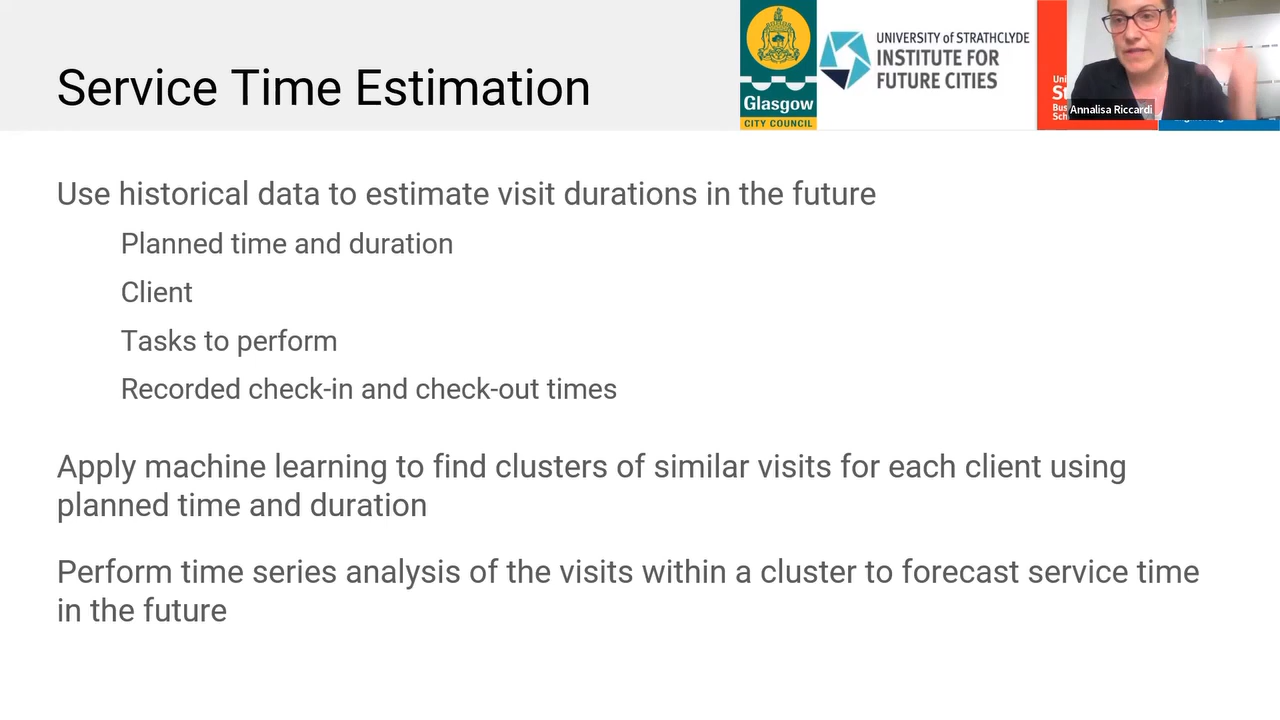 Service Time Estimation
Glasgow
CITY COUNCIL
UNIVERSITY of STRATHCLYDE
INSTITUTE FOR
FUTURE CITIES
Annalisa Riccardi
Use historical data to estimate visit durations in the future
Planned time and duration
Client
Tasks to perform
Recorded check-in and check-out times
Apply machine learning to find clusters of similar visits for each client using
planned time and duration
Perform time series analysis of the visits within a cluster to forecast service time
in the future